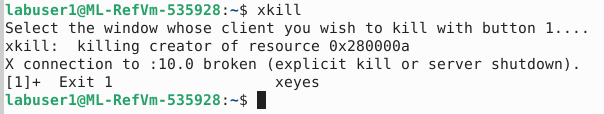 labuser1@ML-RefVm-535928:~$ xkill
Select the window whose client you wish to kill with button 1....
xkill:  killing creator of resource 0x280000a
X connection to :10.0 broken (explicit kill or server shutdown).
[1]+  Exit 1                  xeyes
labuser1@ML-RefVm-535928:~$